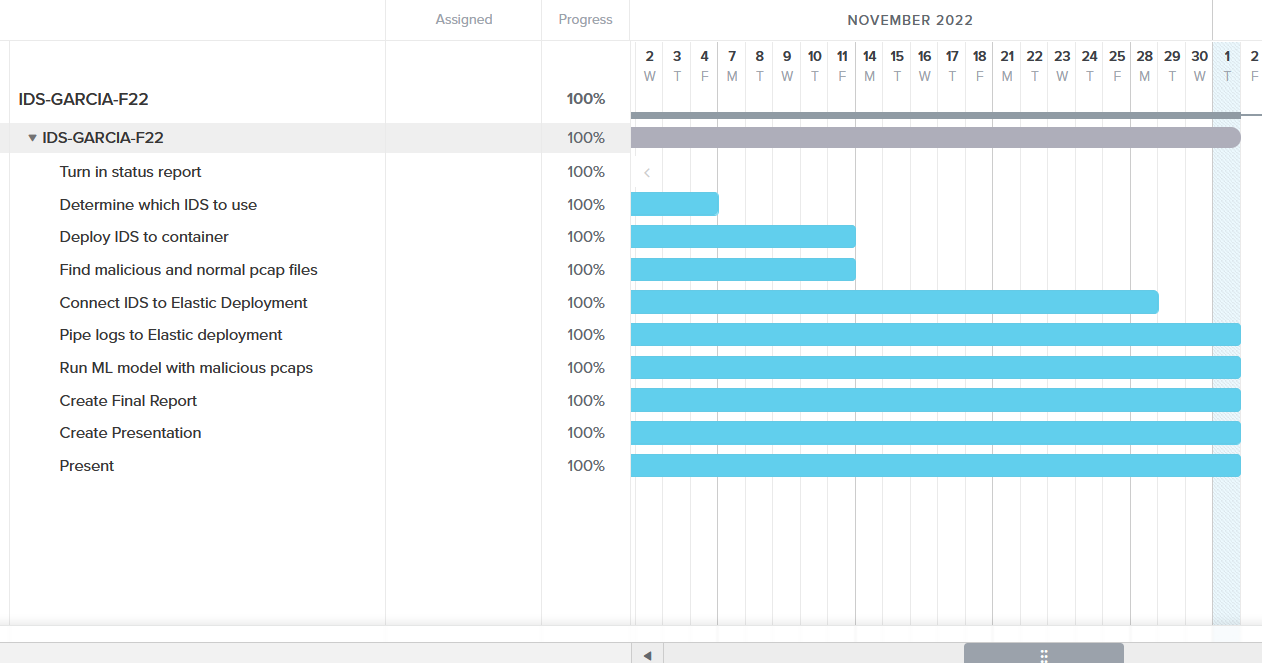 Assigned Progress NOVEMBER 2022
2 3 4 7 8 9 10 11 14 15 16 17 18 21 22 23 24 25 28 29 30 1 2
W T F M T W T F M T W T F M T W T F M T W T F
IDS-GARCIA-F22 100%
IDS-GARCIA-F22 100%
Turn in status report 100%
Determine which IDS to use 100%
Deploy IDS to container 100%
Find malicious and normal pcap files 100%
Connect IDS to Elastic Deployment 100%
Pipe logs to Elastic deployment 100%
Run ML model with malicious pcaps 100%
Create Final Report 100%
Create Presentation 100%
Present 100%